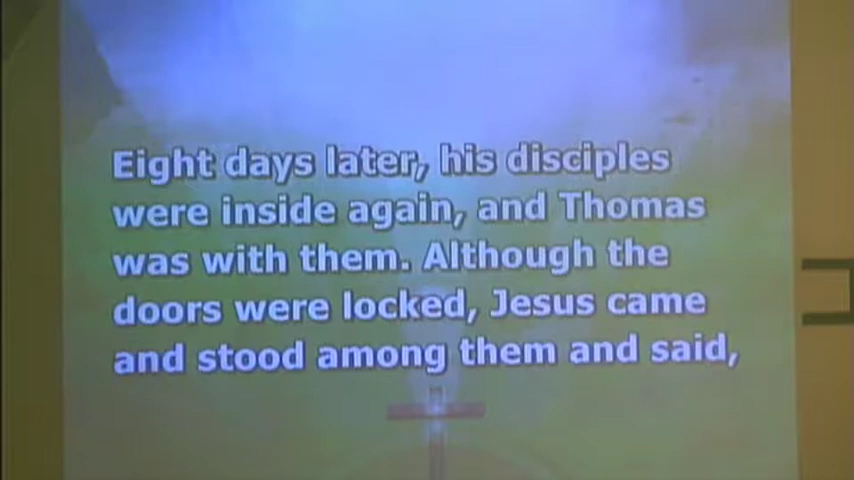 Eight days later, his disciples
were inside again, and Thomas
was with them. Although the
doors were locked, Jesus came
and stood among them and said,